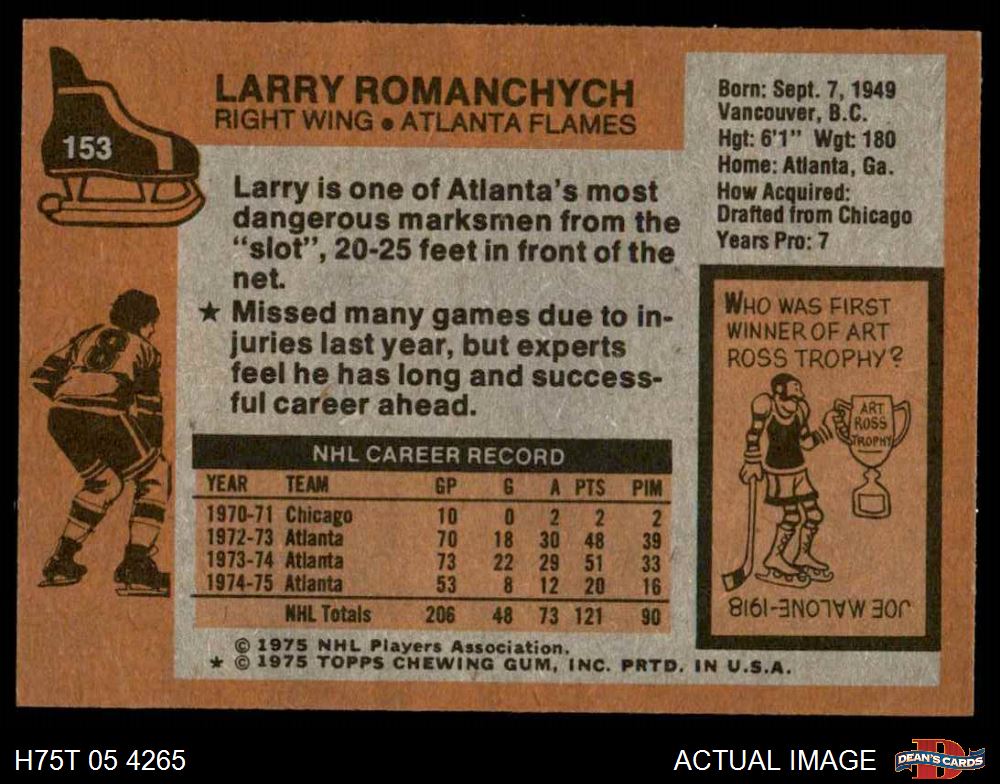 153
LARRY ROMANCHYCH
RIGHT WING • ATLANTA FLAMES
Larry is one of Atlanta's most
dangerous marksmen from the
"slot", 20-25 feet in front of the
net.
★ Missed many games due to in-
juries last year, but experts
feel he has long and success-
ful career ahead.
Born: Sept. 7, 1949
Vancouver, B.C.
Hgt: 6'1" Wgt: 180
Home: Atlanta, Ga.
How Acquired:
Drafted from Chicago
Years Pro: 7
WHO WAS FIRST
WINNER OF ART
ROSS TROPHY?
ART
ROSS
TROPHY
JOE MALONE-1918
NHL CAREER RECORD
YEAR TEAM GP G A PTS PIM
1970-71 Chicago 10 0 2 2 2
1972-73 Atlanta 70 18 30 48 39
1973-74 Atlanta 73 22 29 51 33
1974-75 Atlanta 53 8 12 20 16
NHL Totals 206 48 73 121 90
© 1975 NHL Players Association.
★ © 1975 TOPPS CHEWING GUM, INC. PRTD. IN U.S.A.
8
H75T 05 4265
ACTUAL IMAGE
D
DEAN'S CARDS